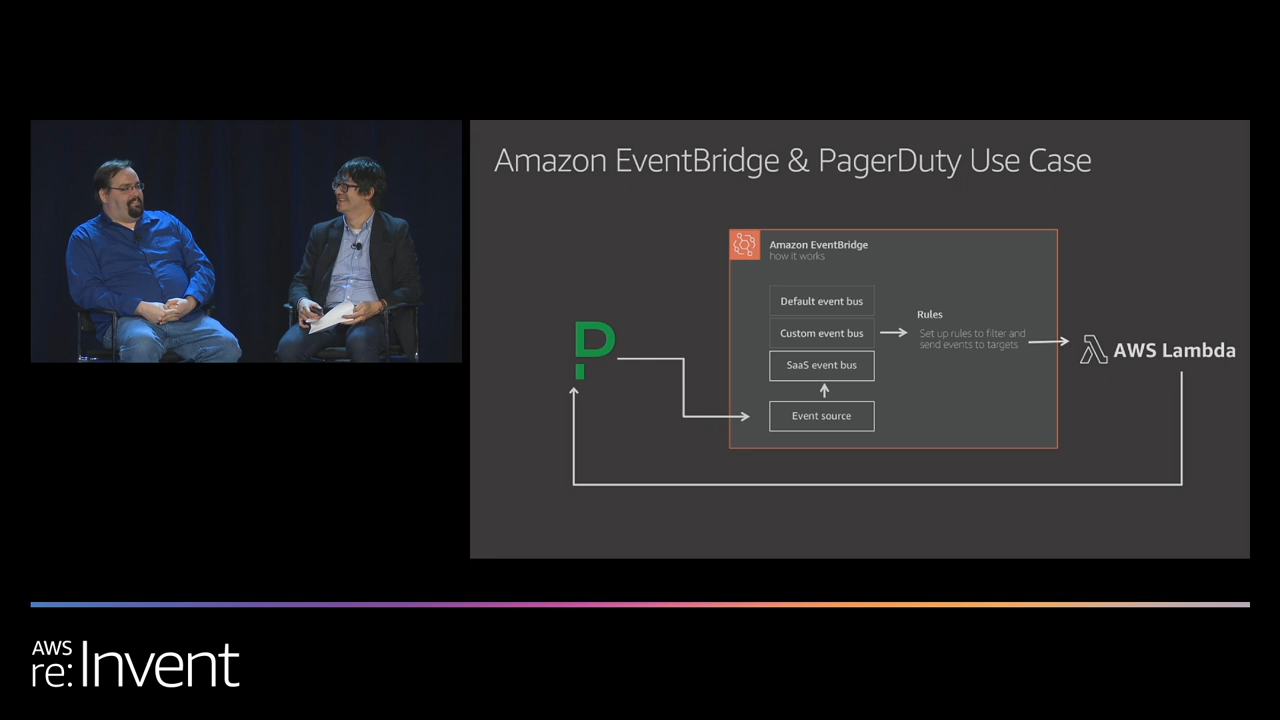 Amazon EventBridge & PagerDuty Use Case
Amazon EventBridge
how it works
Default event bus
Custom event bus
SaaS event bus
Event source
Rules
Set up rules to filter and
send events to targets
P
AWS Lambda
AWS
re:Invent